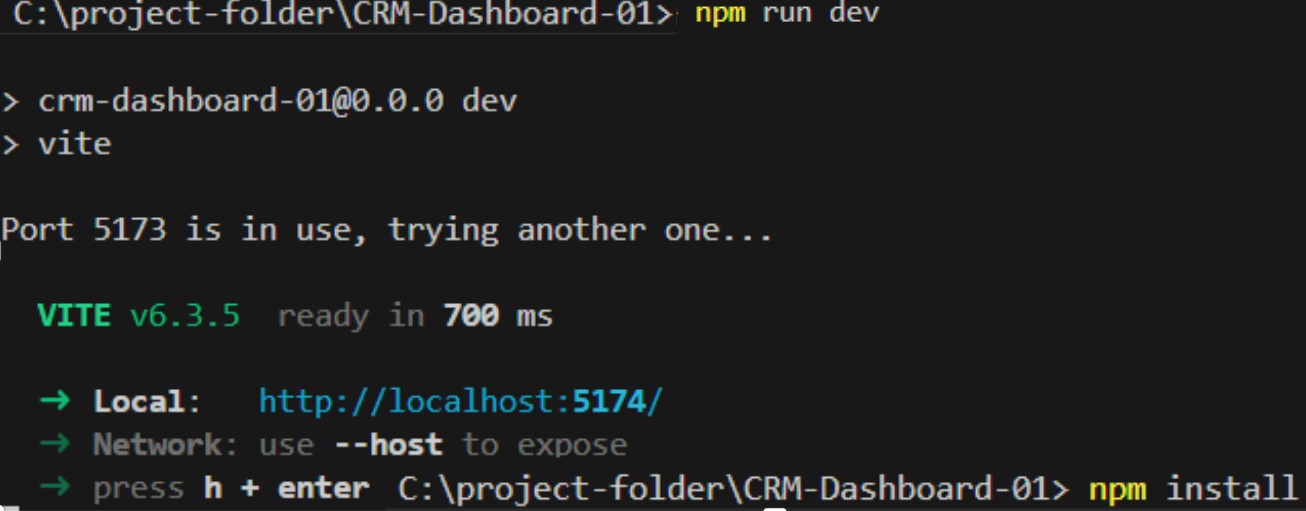 C:\project-folder\CRM-Dashboard-01> npm run dev
> crm-dashboard-01@0.0.0 dev
> vite
Port 5173 is in use, trying another one...
VITE v6.3.5 ready in 700 ms
→ Local: http://localhost:5174/
→ Network: use --host to expose
→ press h + enter C:\project-folder\CRM-Dashboard-01> npm install